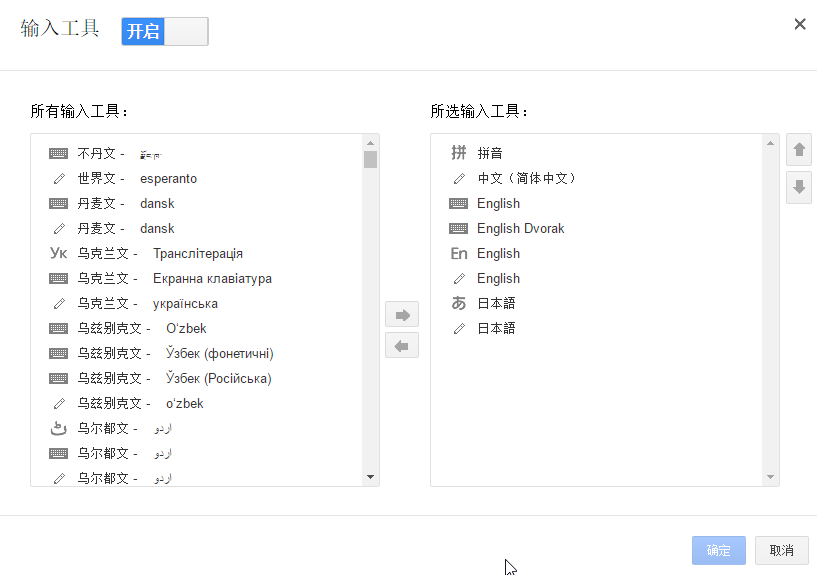 输入工具 开启
所有输入工具：
不丹文 -
世界文 - esperanto
丹麦文 - dansk
丹麦文 - dansk
Ук 乌克兰文 - Транслітерація
乌克兰文 - Екранна клавіатура
乌克兰文 - українська
乌兹别克文 - Oʻzbek
乌兹别克文 - Ўзбек (фонетичні)
乌兹别克文 - Ўзбек (Російська)
乌兹别克文 - oʻzbek
ٹ 乌尔都文 - اردو
乌尔都文 - اردو
乌尔都文 - اردو
所选输入工具：
拼 拼音
中文（简体中文）
English
English Dvorak
En English
English
あ 日本語
日本語
确定 取消